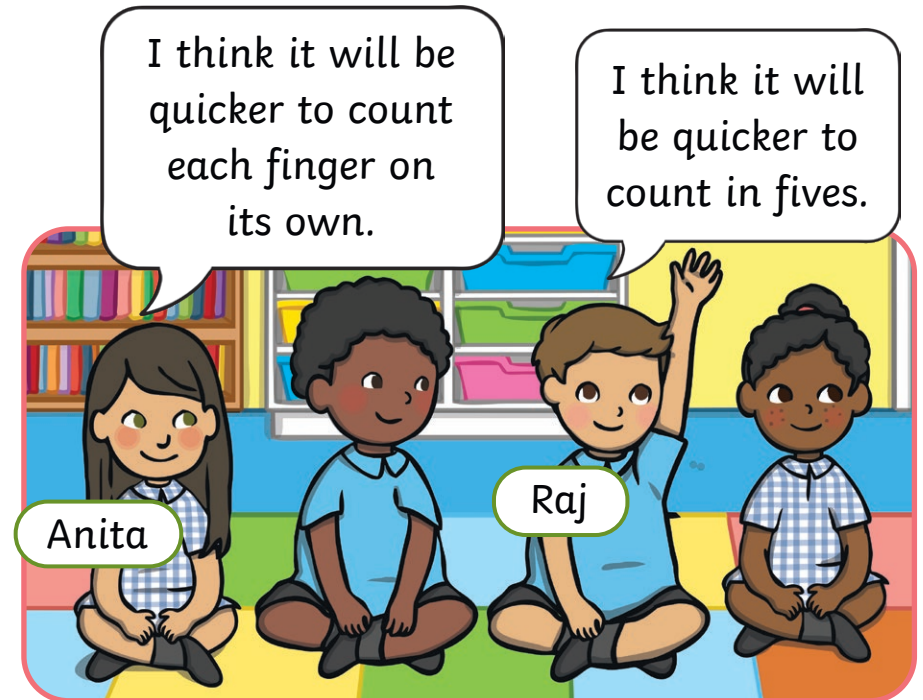 I think it will be
quicker to count
each finger on
its own.
I think it will
be quicker to
count in fives.
Anita
Raj